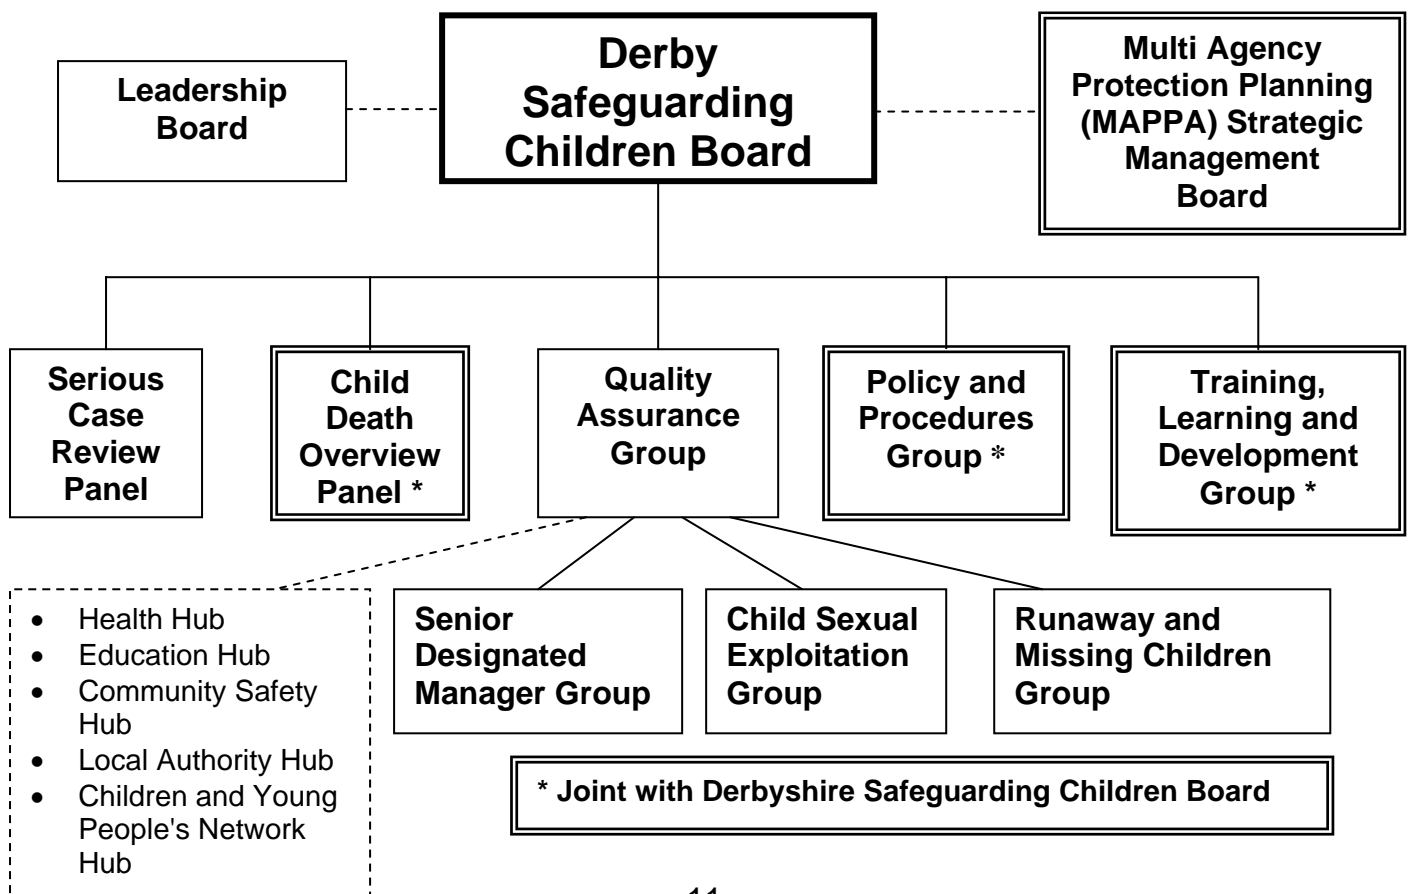 Leadership
Board
Derby
Safeguarding
Children Board
Multi Agency
Protection Planning
(MAPPA) Strategic
Management
Board
Serious
Case
Review
Panel
Child
Death
Overview
Panel *
Quality
Assurance
Group
Policy and
Procedures
Group *
Training,
Learning and
Development
Group *
• Health Hub
• Education Hub
• Community Safety
Hub
• Local Authority Hub
• Children and Young
People's Network
Hub
Senior
Designated
Manager Group
Child Sexual
Exploitation
Group
Runaway and
Missing Children
Group
* Joint with Derbyshire Safeguarding Children Board